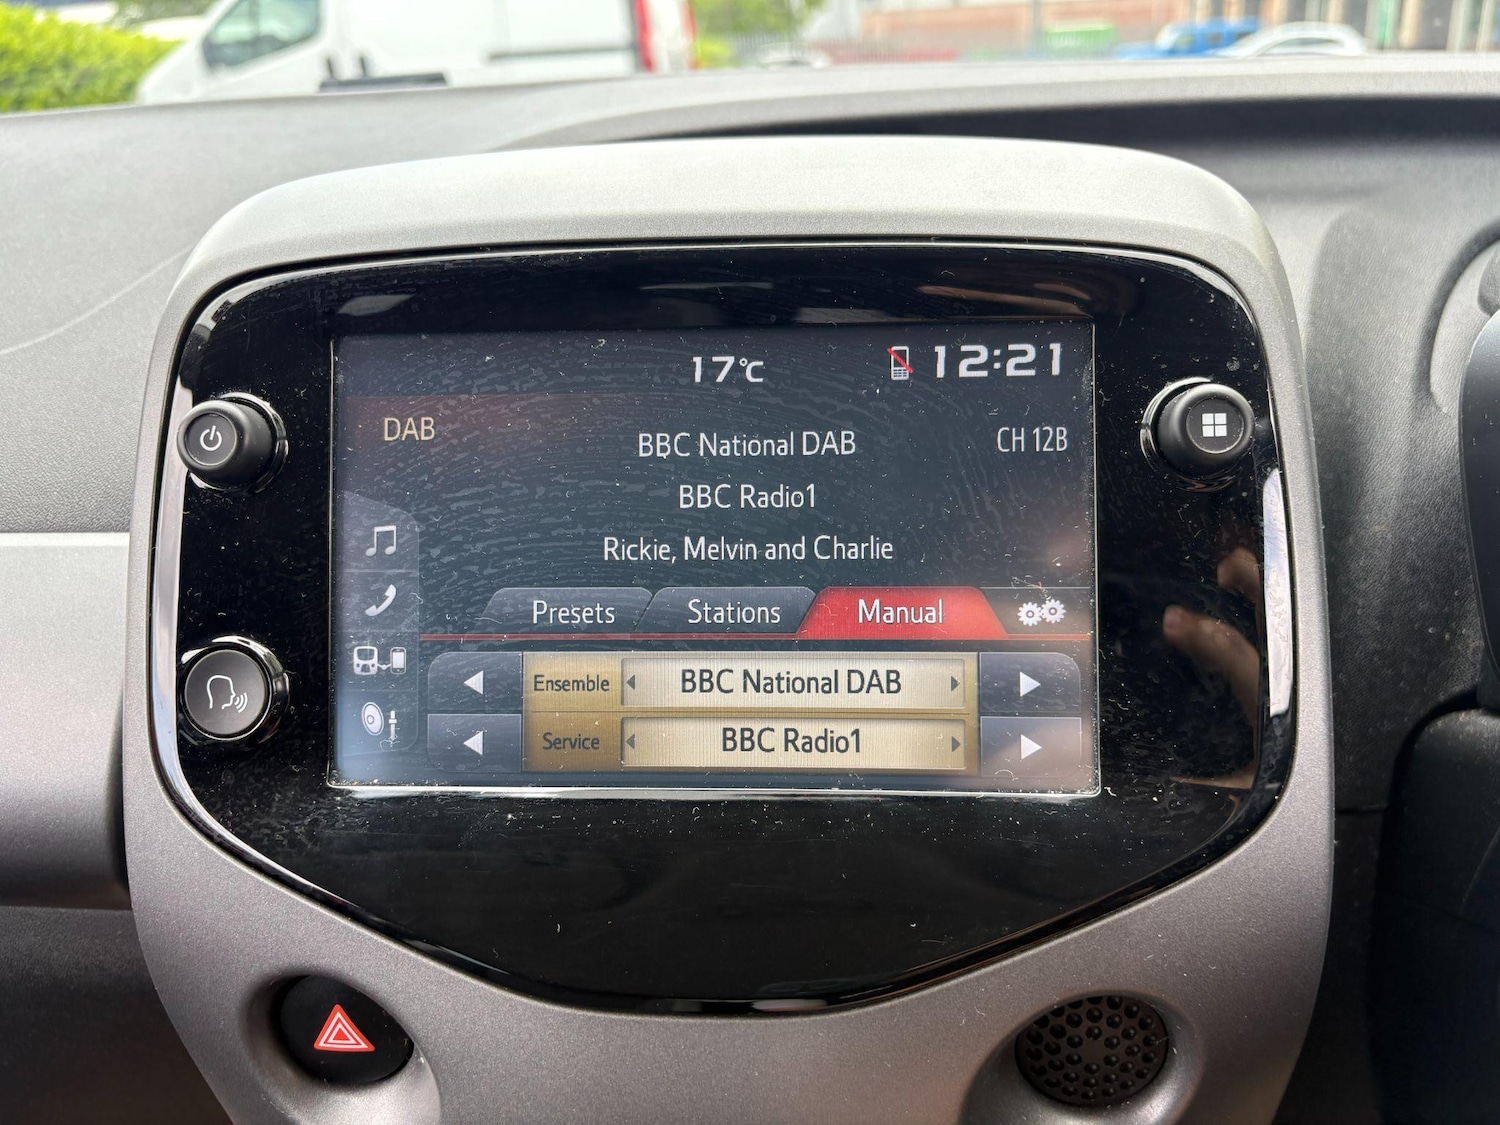 17°C
12:21
DAB
BBC National DAB
CH 12B
BBC Radio1
Rickie, Melvin and Charlie
Presets
Stations
Manual
Ensemble
BBC National DAB
Service
BBC Radio1